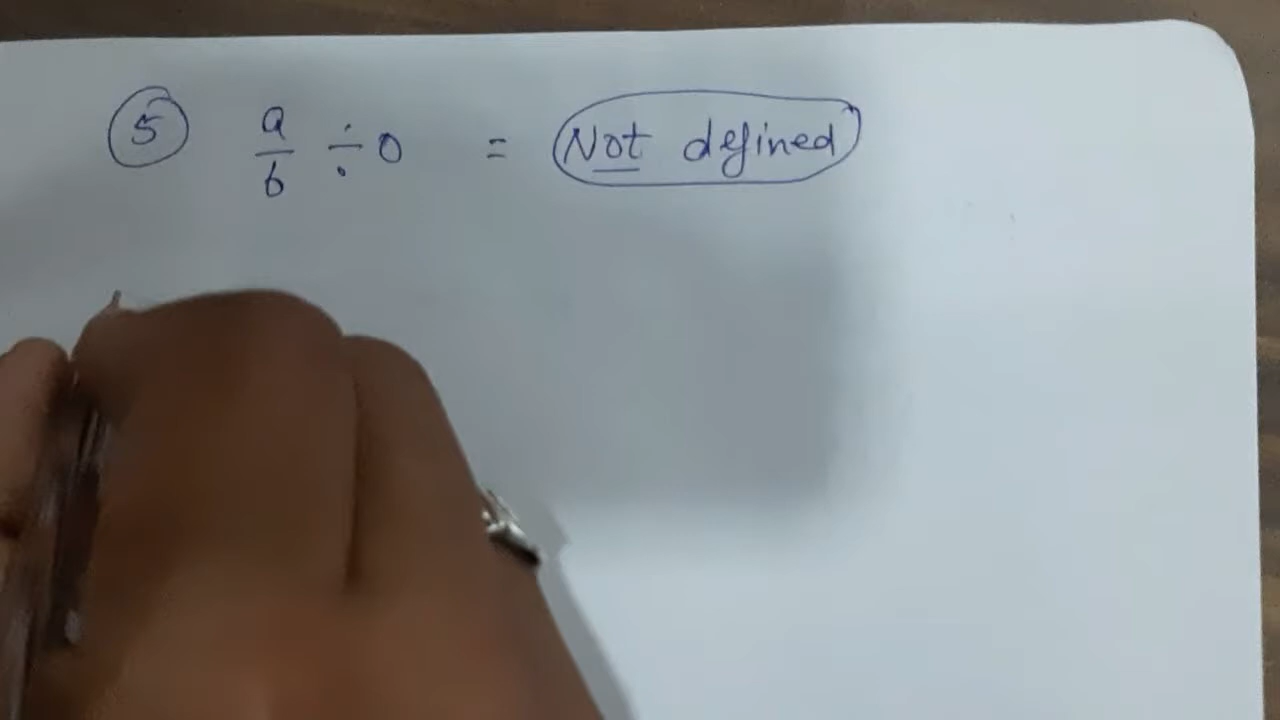 5 a/b ÷ 0 = Not defined